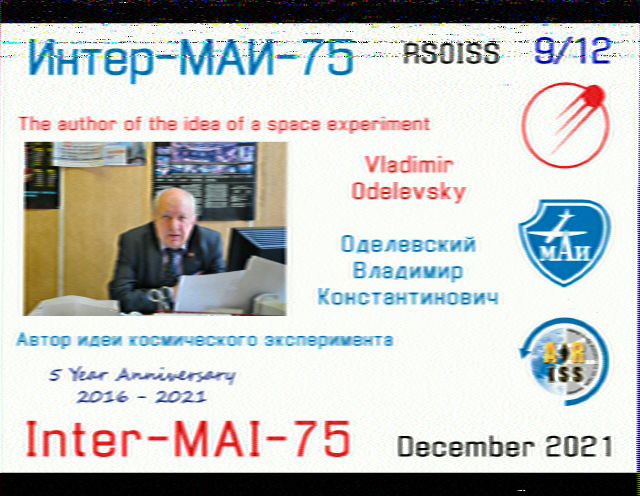 Интер-МАИ-75 RS0ISS 9/12
The author of the idea of a space experiment
Vladimir
Odelevsky
Оделевский
Владимир
Константинович
МАИ
Автор идеи космического эксперимента
5 Year Anniversary
2016 - 2021
ARISS
Inter-MAI-75 December 2021